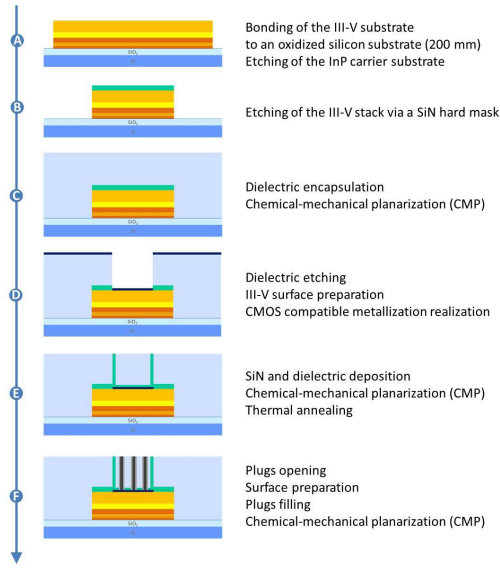 A
Bonding of the III-V substrate
to an oxidized silicon substrate (200 mm)
Etching of the InP carrier substrate
SiO2
B
Etching of the III-V stack via a SiN hard mask
SiO2
C
Dielectric encapsulation
Chemical-mechanical planarization (CMP)
SiO2
D
Dielectric etching
III-V surface preparation
CMOS compatible metallization realization
SiO2
E
SiN and dielectric deposition
Chemical-mechanical planarization (CMP)
Thermal annealing
SiO2
F
Plugs opening
Surface preparation
Plugs filling
Chemical-mechanical planarization (CMP)
SiO2